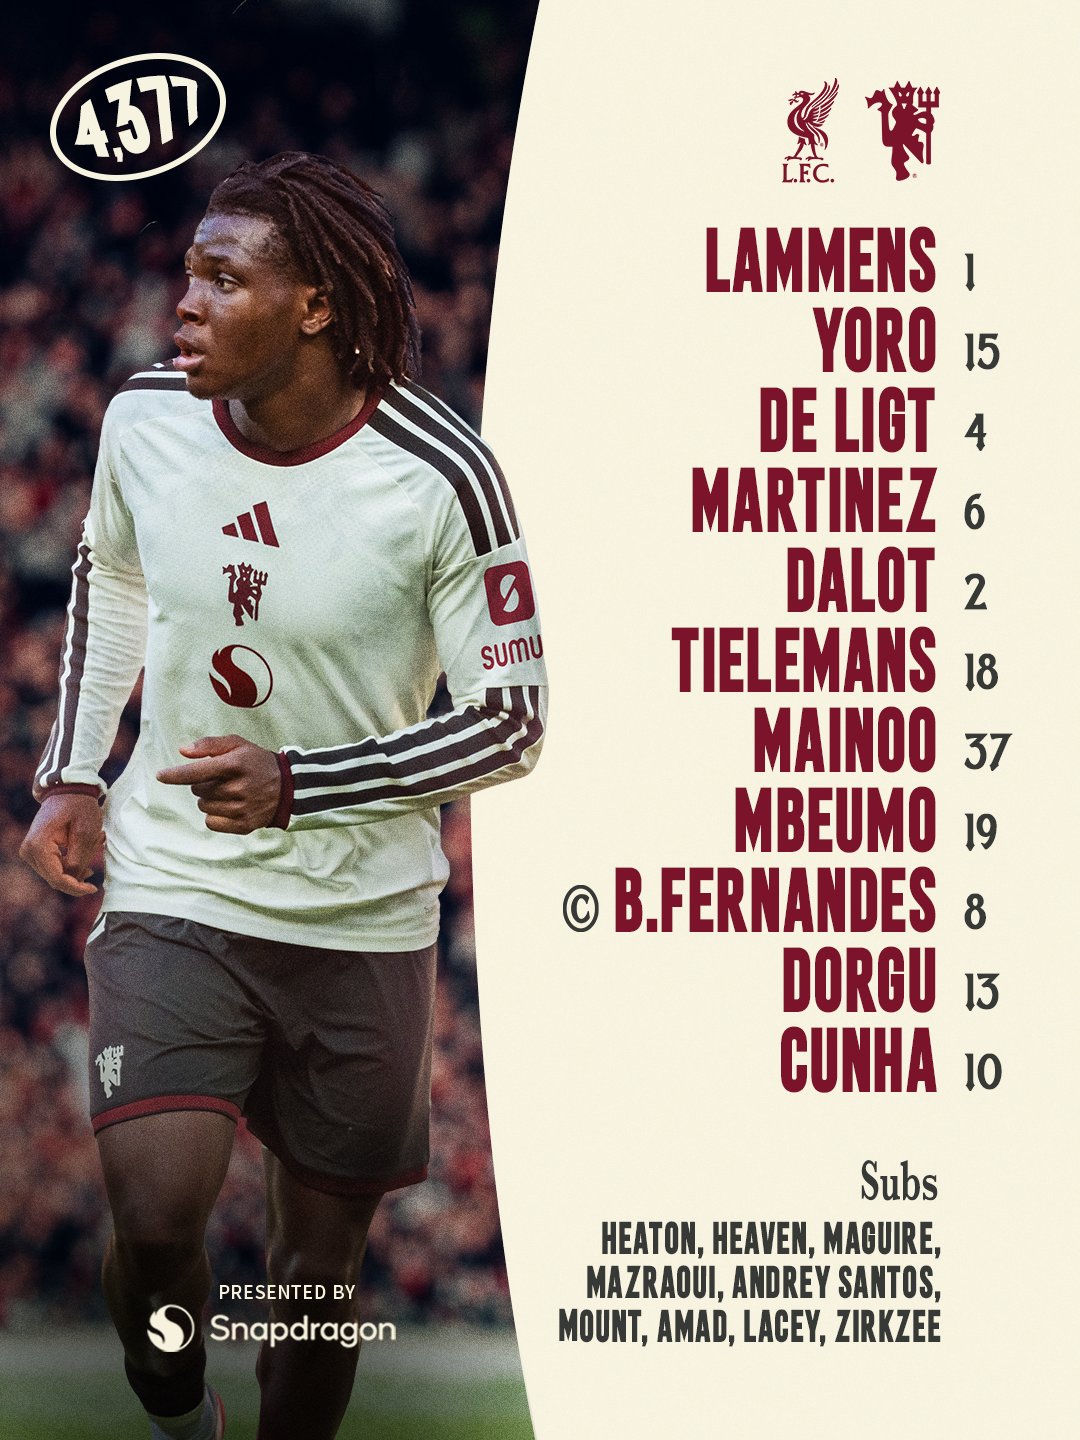 4,377
L.F.C.
LAMMENS 1
YORO 15
DE LIGT 4
MARTINEZ 6
DALOT 2
TIELEMANS 18
MAINOO 37
MBEUMO 19
© B.FERNANDES 8
DORGU 13
CUNHA 10
Subs
HEATON, HEAVEN, MAGUIRE,
MAZRAOUI, ANDREY SANTOS,
MOUNT, AMAD, LACEY, ZIRKZEE
SUMU
PRESENTED BY
Snapdragon